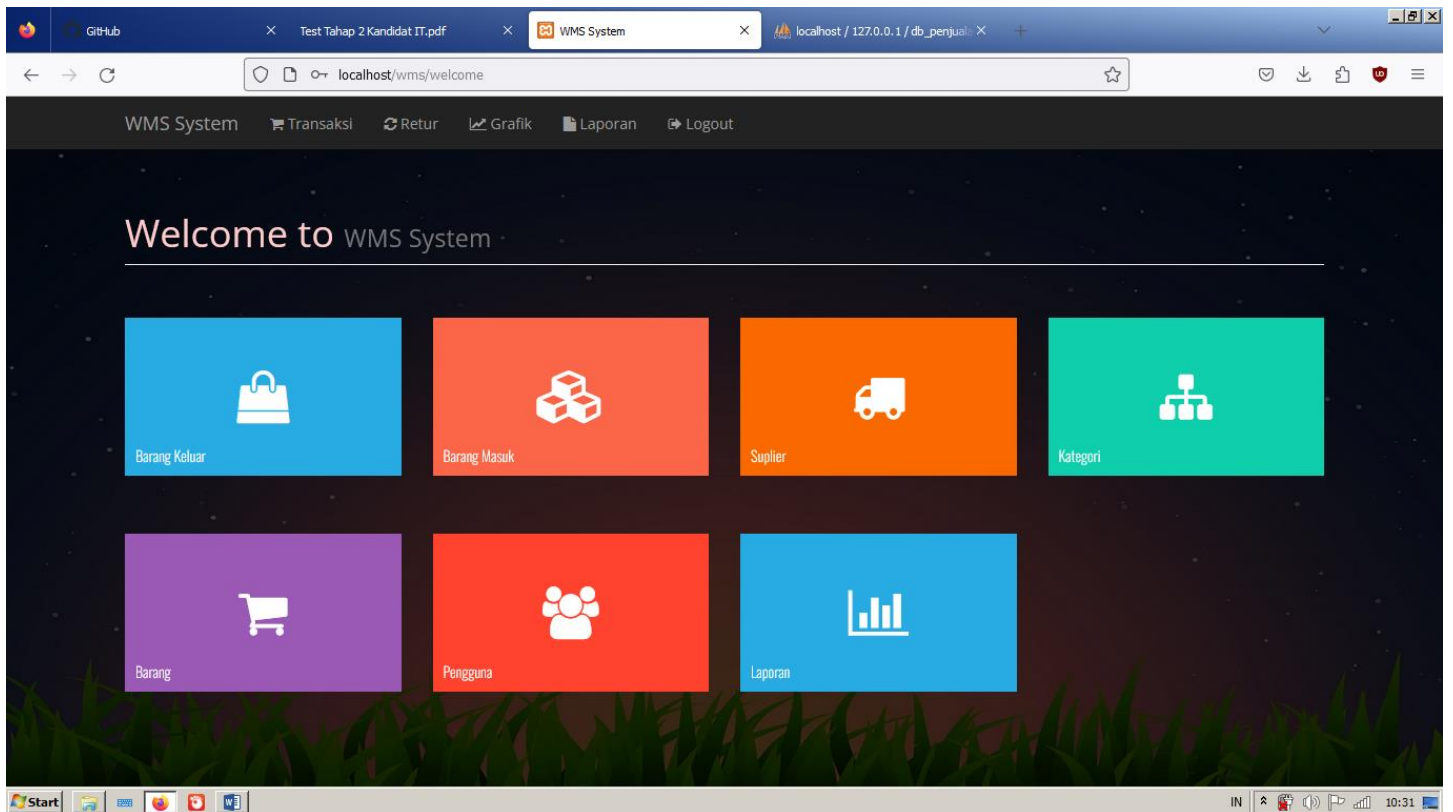 GitHub Test Tahap 2 Kandidat IT.pdf WMS System localhost / 127.0.0.1 / db_penjuala
localhost/wms/welcome
WMS System Transaksi Retur Grafik Laporan Logout
Welcome to WMS System
Barang Keluar Barang Masuk Suplier Kategori
Barang Pengguna Laporan
Start IN 10:31